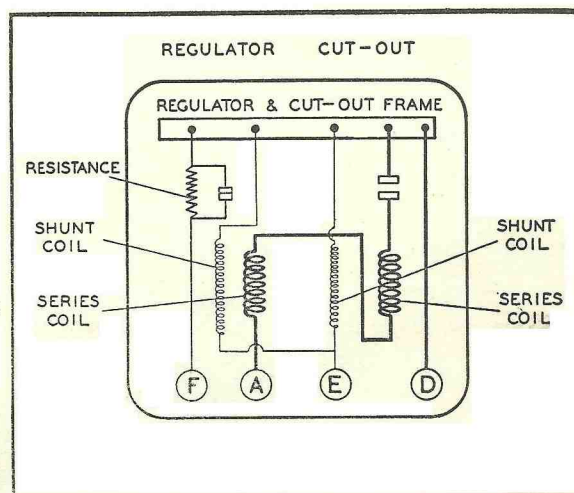 REGULATOR CUT-OUT
REGULATOR & CUT-OUT FRAME
RESISTANCE
SHUNT
COIL
SERIES
COIL
SHUNT
COIL
SERIES
COIL
F A E D